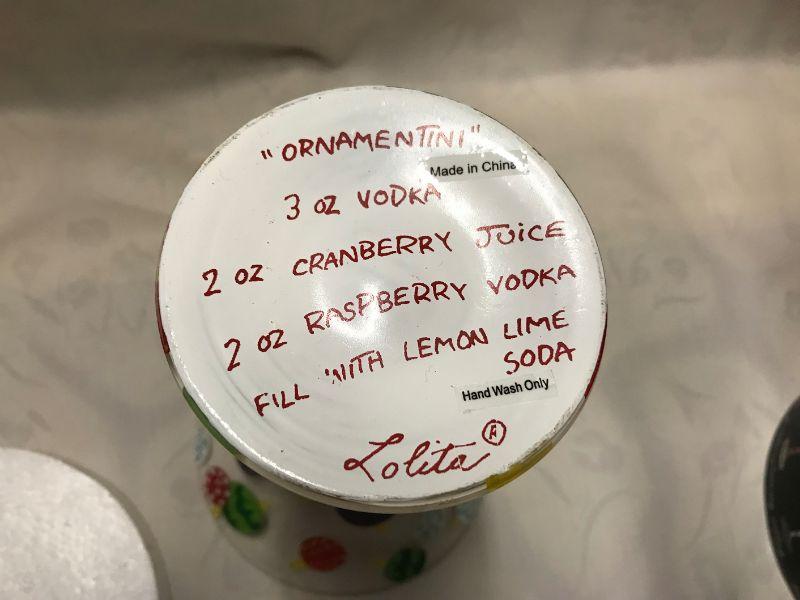 "ORNAMENTINI"
Made in China
3 oz VODKA
2 oz CRANBERRY JUiCE
2 oz RASPBERRY VODKA
FILL WITH LEMON LIME
SODA
Hand Wash Only
Lolita ®